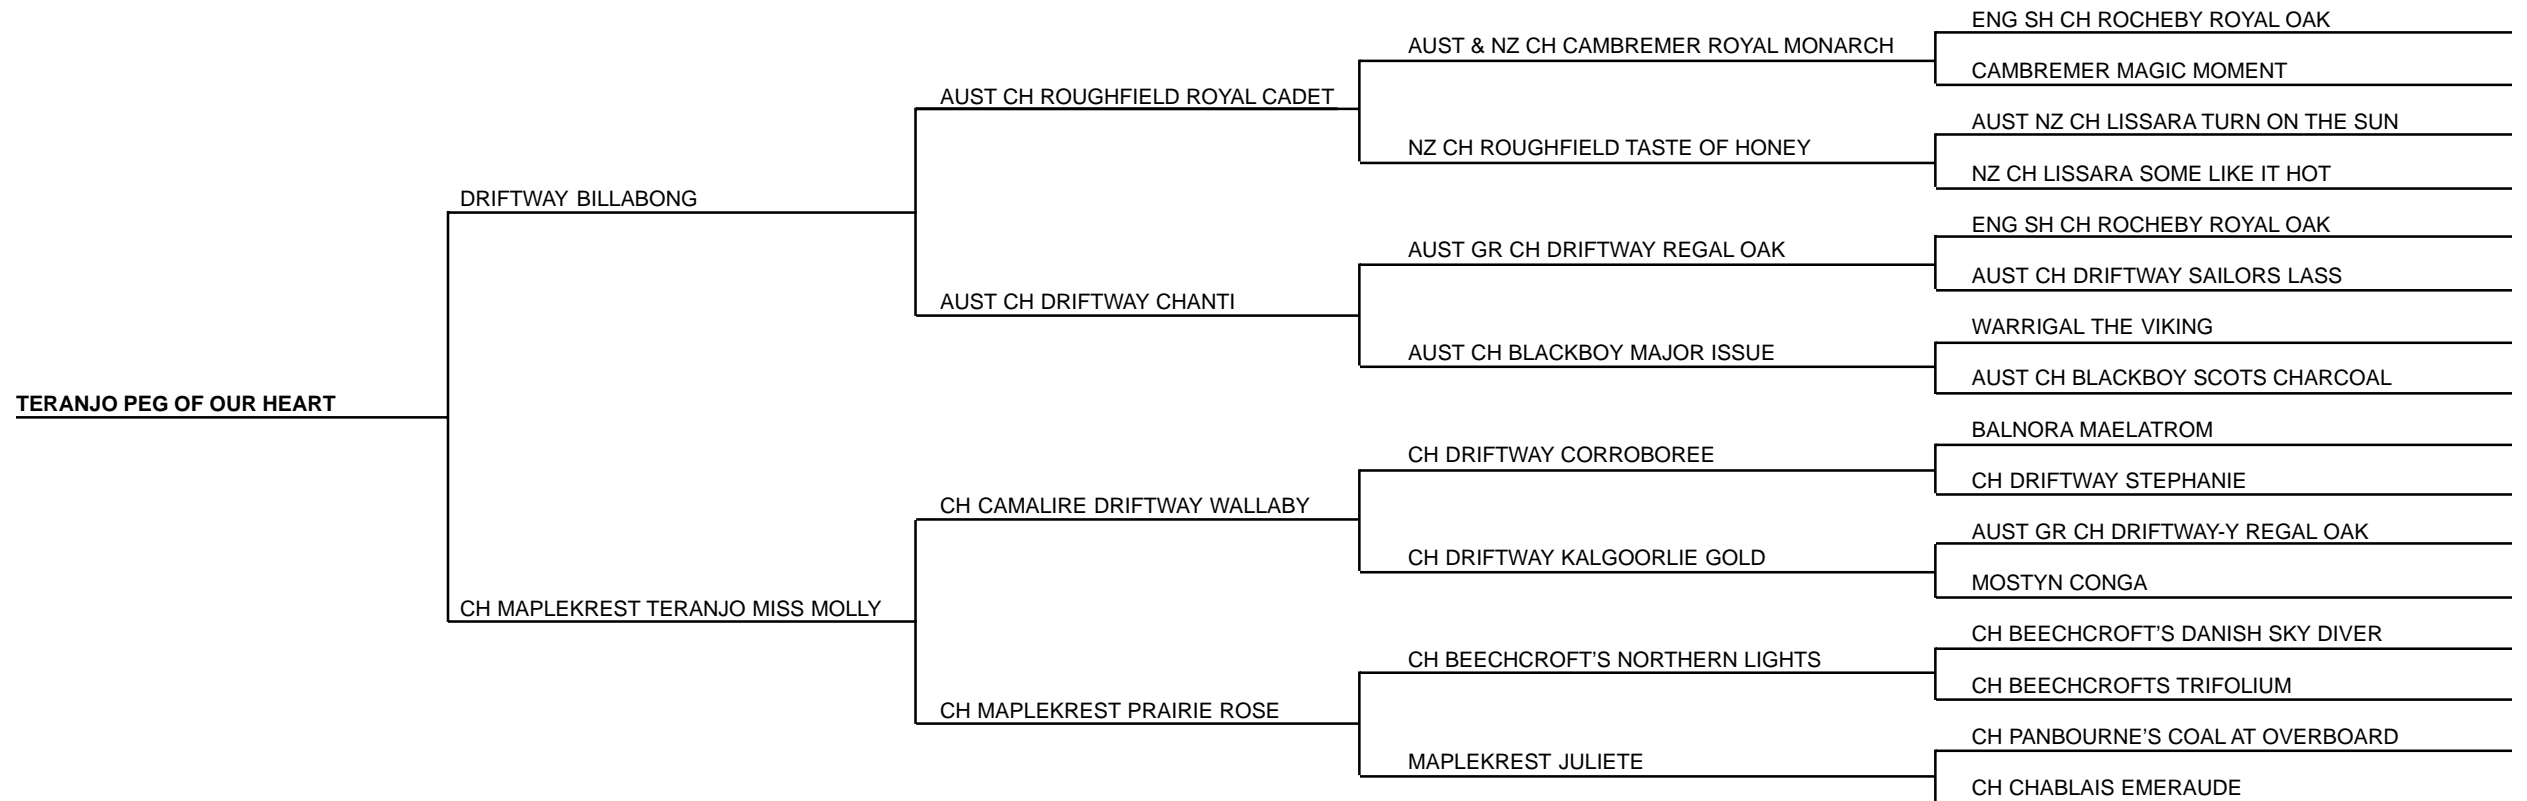 ENG SH CH ROCHEBY ROYAL OAK
AUST & NZ CH CAMBREMER ROYAL MONARCH
CAMBREMER MAGIC MOMENT
AUST CH ROUGHFIELD ROYAL CADET
AUST NZ CH LISSARA TURN ON THE SUN
NZ CH ROUGHFIELD TASTE OF HONEY
NZ CH LISSARA SOME LIKE IT HOT
DRIFTWAY BILLABONG
ENG SH CH ROCHEBY ROYAL OAK
AUST GR CH DRIFTWAY REGAL OAK
AUST CH DRIFTWAY SAILORS LASS
AUST CH DRIFTWAY CHANTI
WARRIGAL THE VIKING
AUST CH BLACKBOY MAJOR ISSUE
AUST CH BLACKBOY SCOTS CHARCOAL
TERANJO PEG OF OUR HEART
BALNORA MAELATROM
CH DRIFTWAY CORROBOREE
CH DRIFTWAY STEPHANIE
CH CAMALIRE DRIFTWAY WALLABY
AUST GR CH DRIFTWAY-Y REGAL OAK
CH DRIFTWAY KALGOORLIE GOLD
MOSTYN CONGA
CH MAPLEKREST TERANJO MISS MOLLY
CH BEECHCROFT'S DANISH SKY DIVER
CH BEECHCROFT'S NORTHERN LIGHTS
CH BEECHCROFTS TRIFOLIUM
CH MAPLEKREST PRAIRIE ROSE
CH PANBOURNE'S COAL AT OVERBOARD
MAPLEKREST JULIETE
CH CHABLAIS EMERAUDE